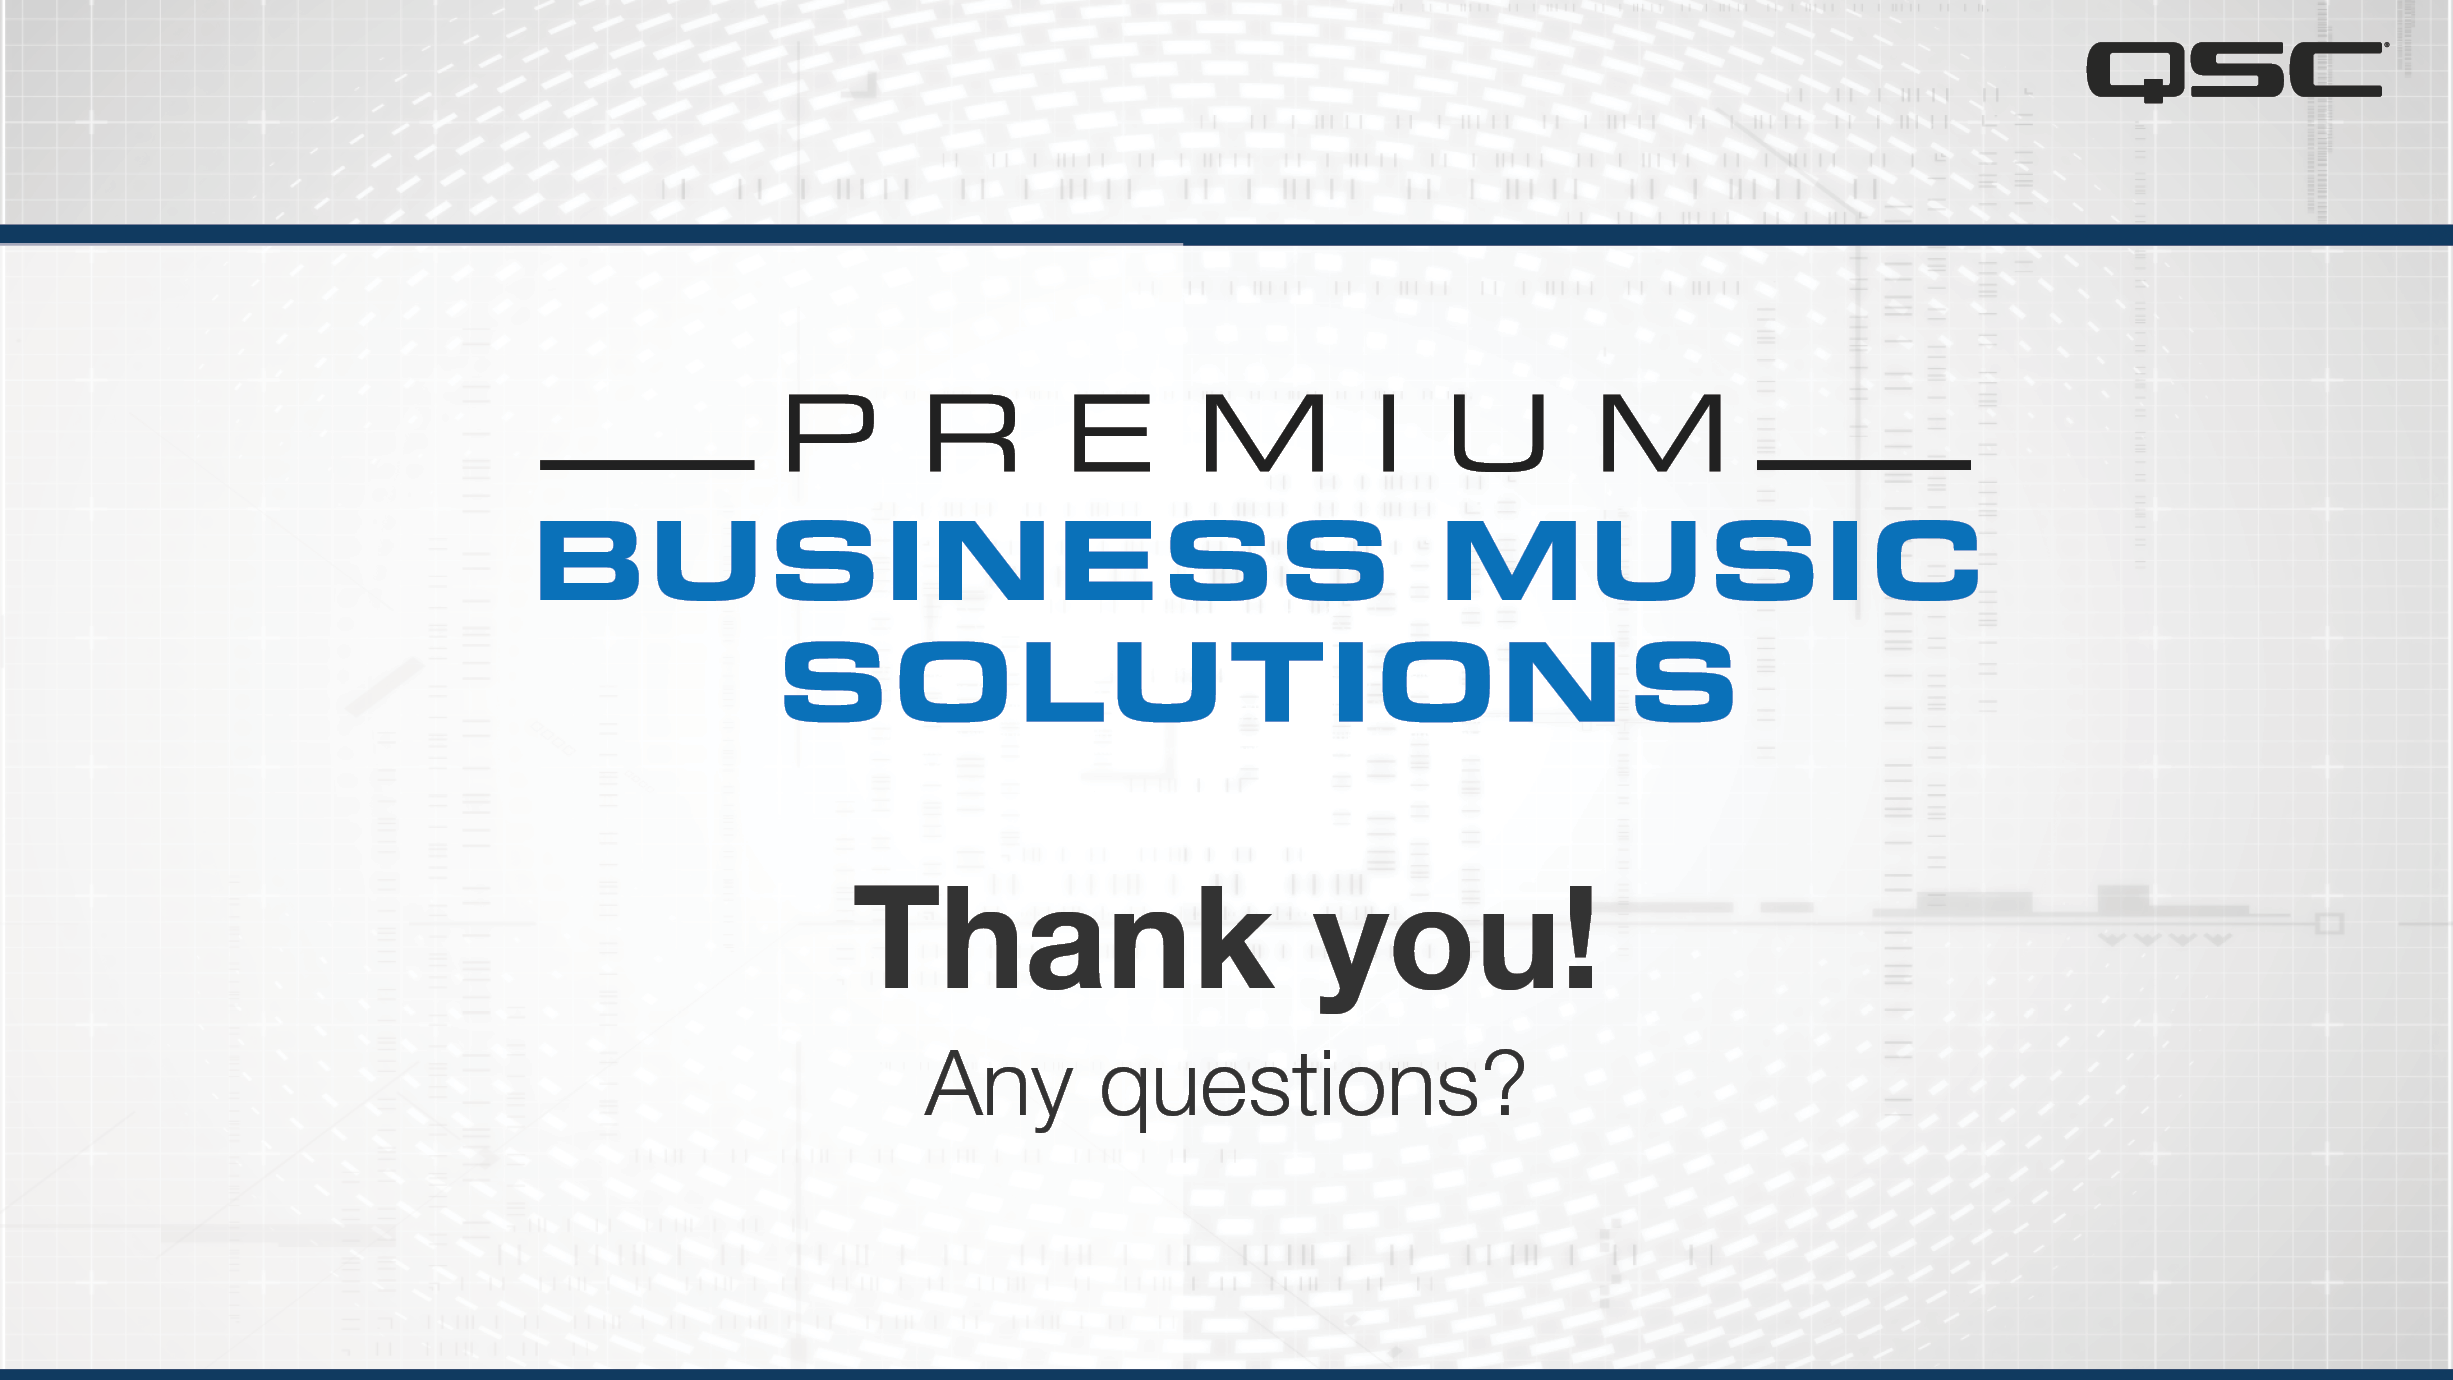 QSC
PREMIUM
BUSINESS MUSIC
SOLUTIONS
Thank you!
Any questions?